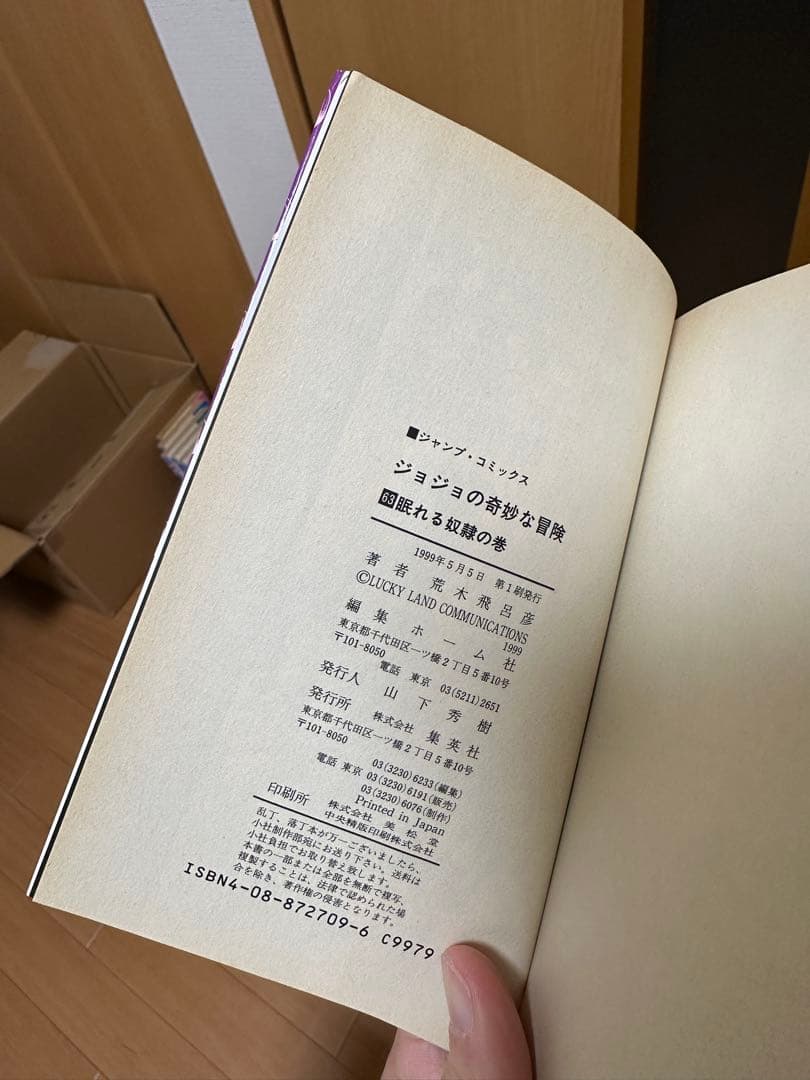 ■ジャンプ・コミックス
ジョジョの奇妙な冒険
63眠れる奴隷の巻
1999年5月5日 第1刷発行
著者 荒木飛呂彦
©LUCKY LAND COMMUNICATIONS
1999
編集 ホーム社
東京都千代田区一ツ橋2丁目5番10号
〒101-8050
電話 東京 03(5211)2651
発行人 山下秀樹
発行所 株式会社 集英社
東京都千代田区一ツ橋2丁目5番10号
〒101-8050
03(3230)6233(編集)
電話 東京 03(3230)6191(販売)
03(3230)6076(制作)
Printed in Japan
印刷所 株式会社 美松堂
中央精版印刷株式会社
乱丁、落丁本が万一ございましたら、
小社制作部宛にお送り下さい。送料は
小社負担でお取り替え致します。
本書の一部または全部を無断で複写、
複製することは、法律で認められた場
合を除き、著作権の侵害となります。
ISBN4-08-872709-6 C9979